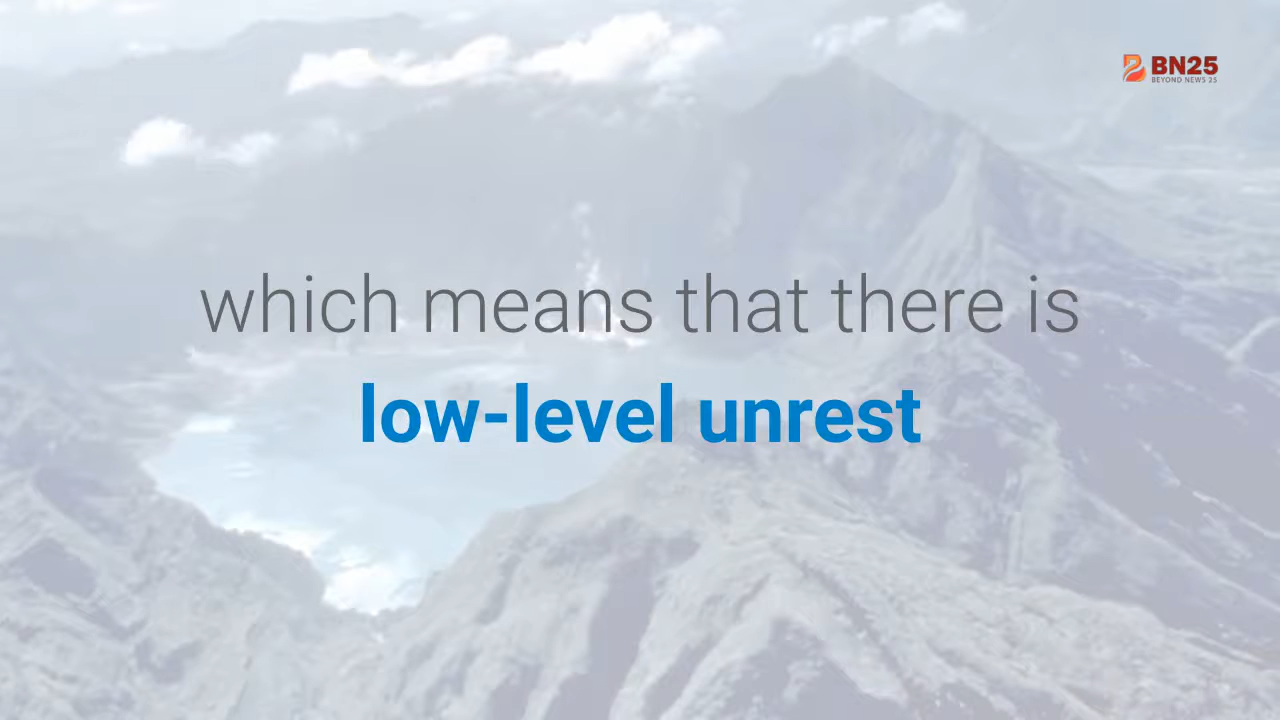 BN25
BEYOND NEWS 25
which means that there is
low-level unrest